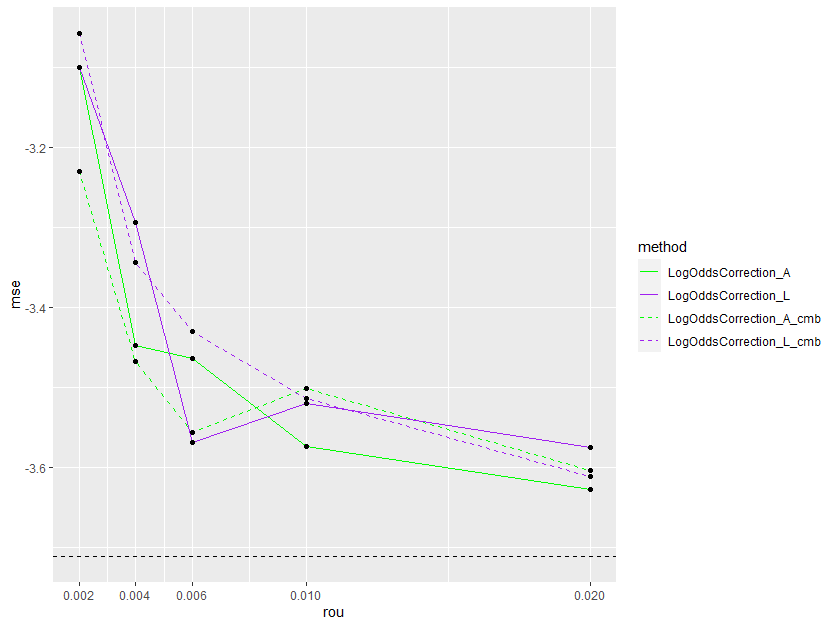 -3.2
-3.4
-3.6
mse
0.002
0.004
0.006
0.010
0.020
rou
method
LogOddsCorrection_A
LogOddsCorrection_L
LogOddsCorrection_A_cmb
LogOddsCorrection_L_cmb